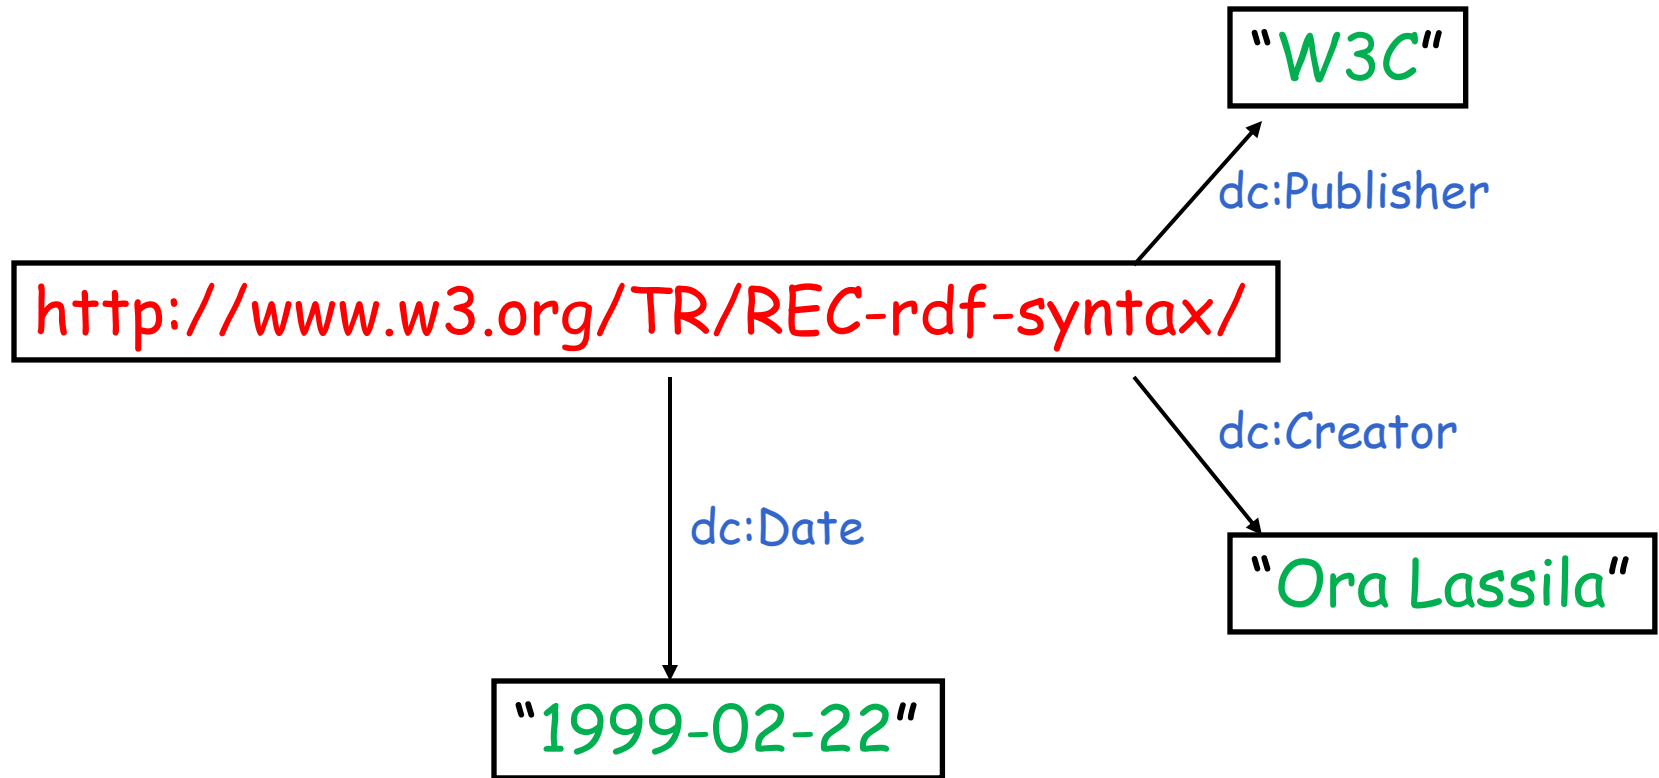 “W3C”
dc:Publisher
http://www.w3.org/TR/REC-rdf-syntax/
dc:Creator
dc:Date
“Ora Lassila”
“1999-02-22”